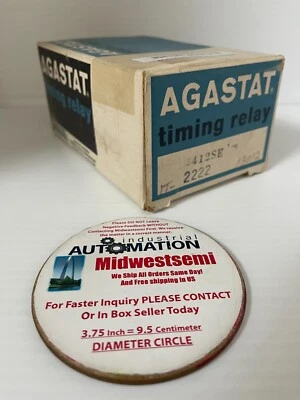 AGASTAT
timing relay
AGASTAT
timing relay
2222
Please DO NOT Leave
Negative Feedback WITHOUT
Contacting Midwestsemi First. We resolve
the matter in a correct manner.
industrial
AUTOMATION
Midwestsemi
We Ship All Orders Same Day!
And Free shipping in US
For Faster Inquiry PLEASE CONTACT
Or In Box Seller Today
3.75 Inch = 9.5 Centimeter
DIAMETER CIRCLE